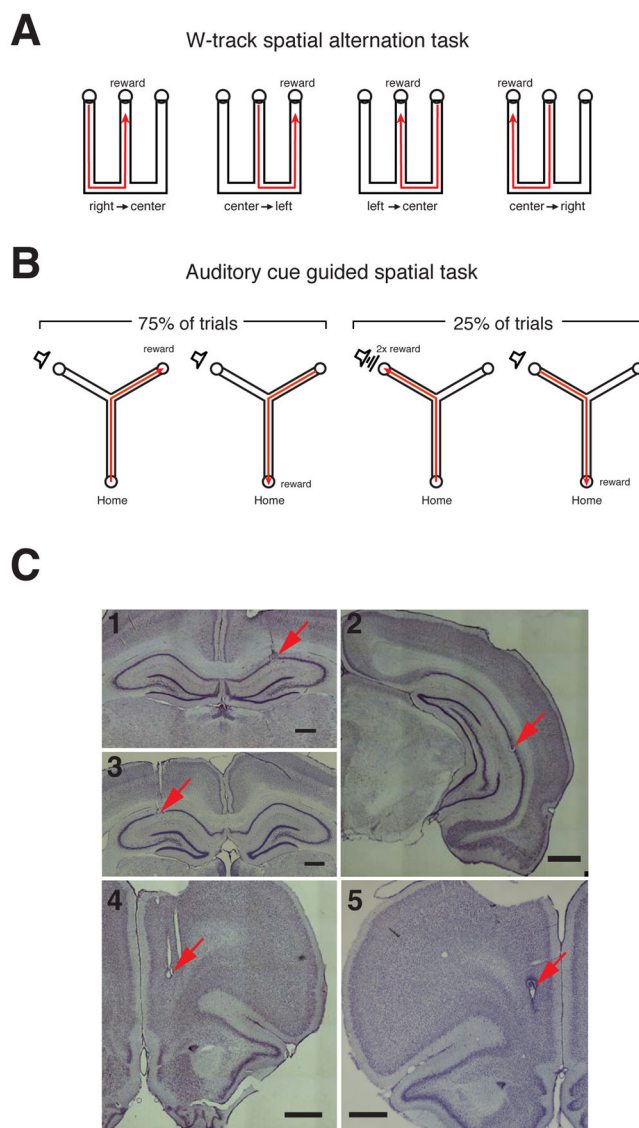 A
W-track spatial alternation task
reward reward reward reward
right→center center→left left→center center→right
B
Auditory cue guided spatial task
75% of trials 25% of trials
reward 2x reward
Home reward Home Home reward Home
C
1 2
3
4 5